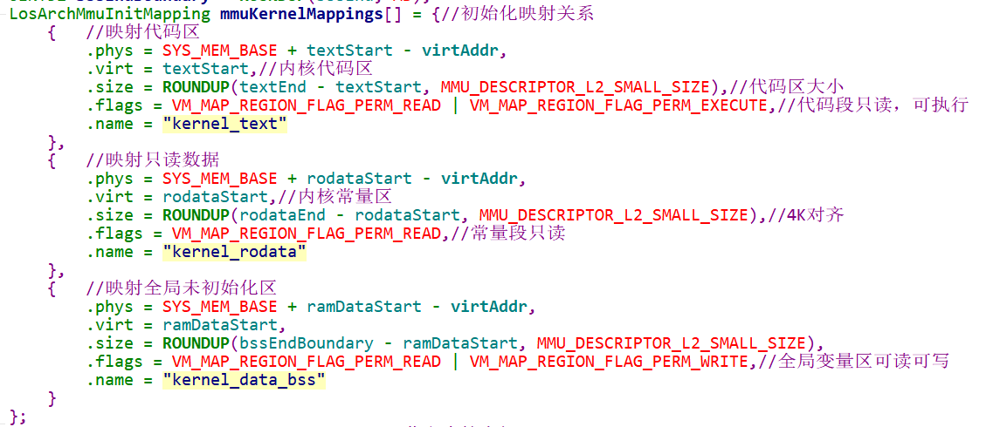 LosArchMmuInitMapping mmuKernelMappings[] = {//初始化映射关系
    {   //映射代码区
        .phys = SYS_MEM_BASE + textStart - virtAddr,
        .virt = textStart,//内核代码区
        .size = ROUNDUP(textEnd - textStart, MMU_DESCRIPTOR_L2_SMALL_SIZE),//代码区大小
        .flags = VM_MAP_REGION_FLAG_PERM_READ | VM_MAP_REGION_FLAG_PERM_EXECUTE,//代码段只读，可执行
        .name = "kernel_text"
    },
    {   //映射只读数据
        .phys = SYS_MEM_BASE + rodataStart - virtAddr,
        .virt = rodataStart,//内核常量区
        .size = ROUNDUP(rodataEnd - rodataStart, MMU_DESCRIPTOR_L2_SMALL_SIZE),//4K对齐
        .flags = VM_MAP_REGION_FLAG_PERM_READ,//常量段只读
        .name = "kernel_rodata"
    },
    {   //映射全局未初始化区
        .phys = SYS_MEM_BASE + ramDataStart - virtAddr,
        .virt = ramDataStart,
        .size = ROUNDUP(bssEndBoundary - ramDataStart, MMU_DESCRIPTOR_L2_SMALL_SIZE),
        .flags = VM_MAP_REGION_FLAG_PERM_READ | VM_MAP_REGION_FLAG_PERM_WRITE,//全局变量区可读可写
        .name = "kernel_data_bss"
    }
};